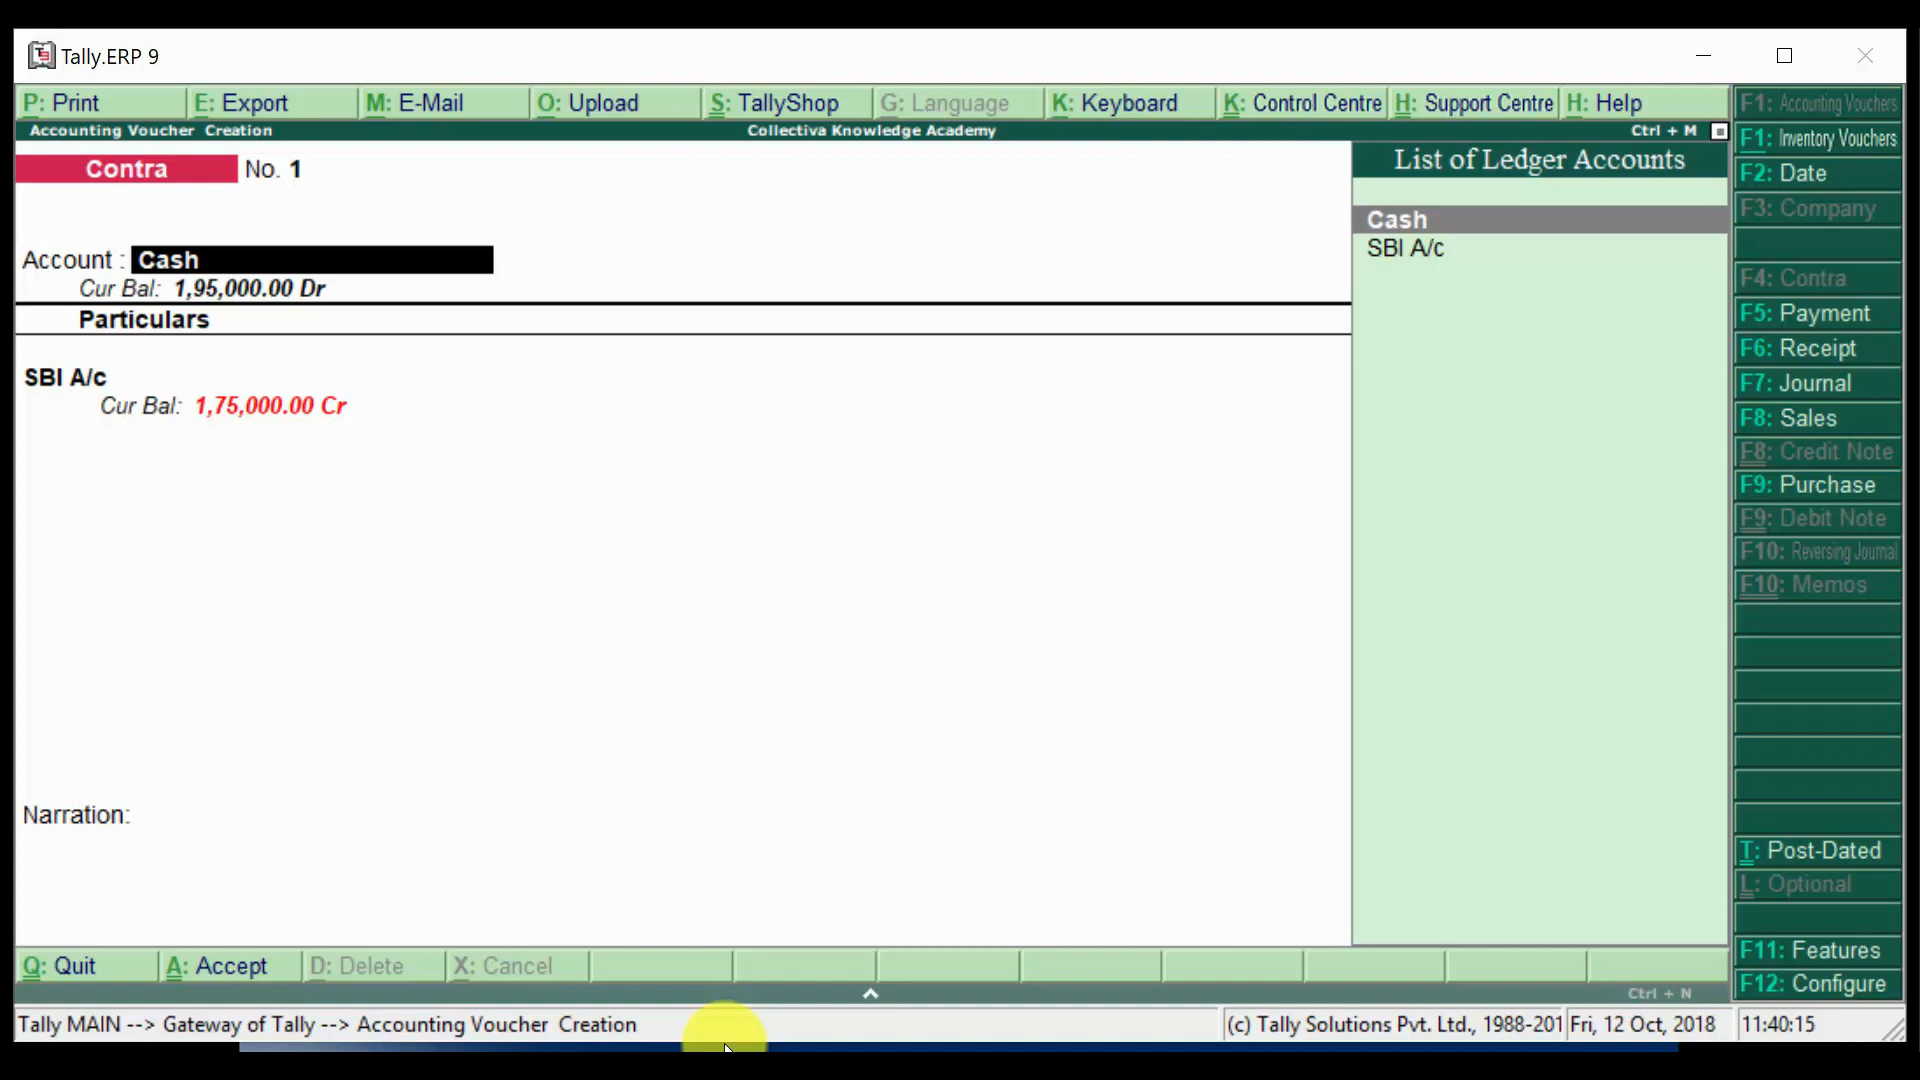 Tally.ERP 9
P: Print
E: Export
M: E-Mail
O: Upload
S: TallyShop
G: Language
K: Keyboard
K: Control Centre
H: Support Centre
H: Help
Accounting Voucher Creation
Collectiva Knowledge Academy
Ctrl + M
Contra No. 1
Account : Cash
Cur Bal: 1,95,000.00 Dr
Particulars
SBI A/c
Cur Bal: 1,75,000.00 Cr
Narration:
List of Ledger Accounts
Cash
SBI A/c
F1: Accounting Vouchers
F1: Inventory Vouchers
F2: Date
F3: Company
F4: Contra
F5: Payment
F6: Receipt
F7: Journal
F8: Sales
F8: Credit Note
F9: Purchase
F9: Debit Note
F10: Reversing Journal
F10: Memos
T: Post-Dated
L: Optional
F11: Features
F12: Configure
Q: Quit
A: Accept
D: Delete
X: Cancel
Ctrl + N
Tally MAIN --> Gateway of Tally --> Accounting Voucher Creation
(c) Tally Solutions Pvt. Ltd., 1988-201
Fri, 12 Oct, 2018
11:40:15